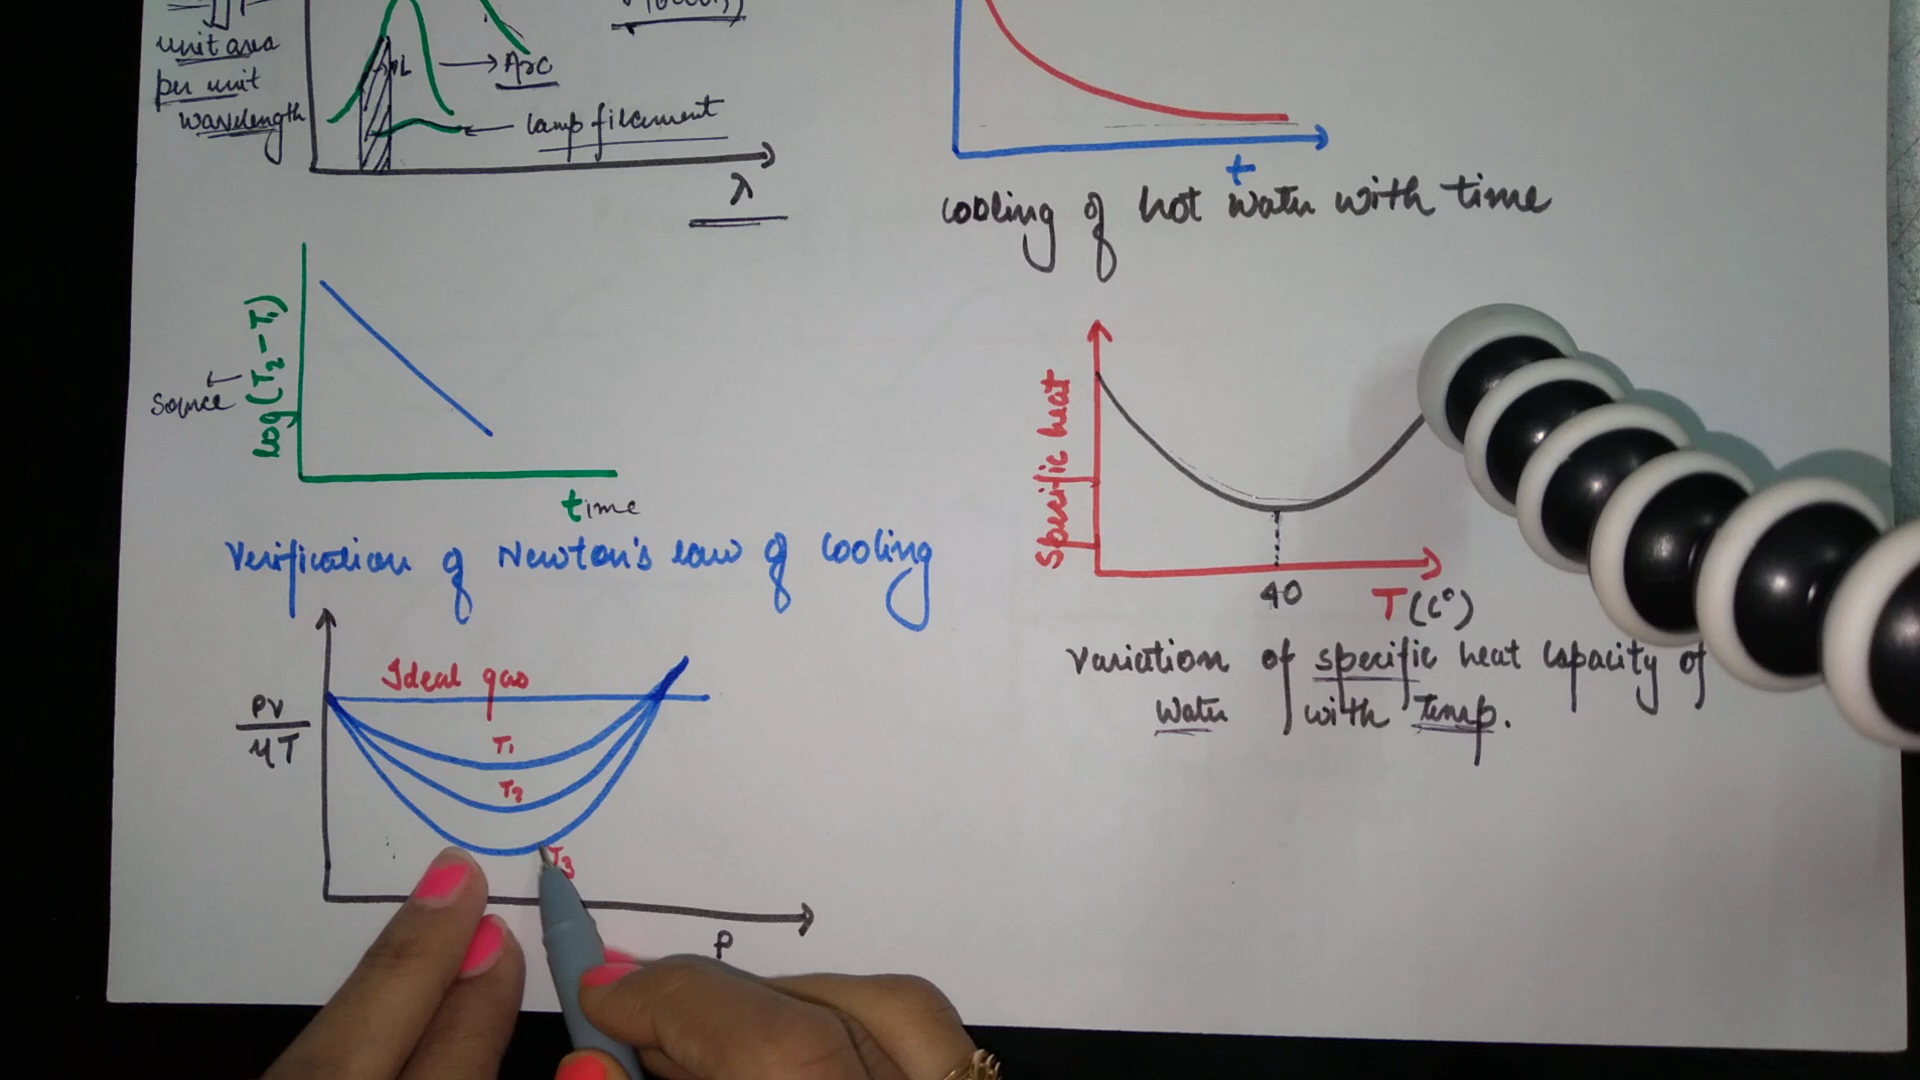 unit area
per unit
wavelength
Arc
lamp filament
λ
t
cooling of hot water with time
log(T₂-T₁)
Source
time
Verification of Newton's law of cooling
Specific heat
40
T(C°)
Variation of specific heat capacity of
water with temp.
Ideal gas
PV
μT
T₁
T₂
T₃
P